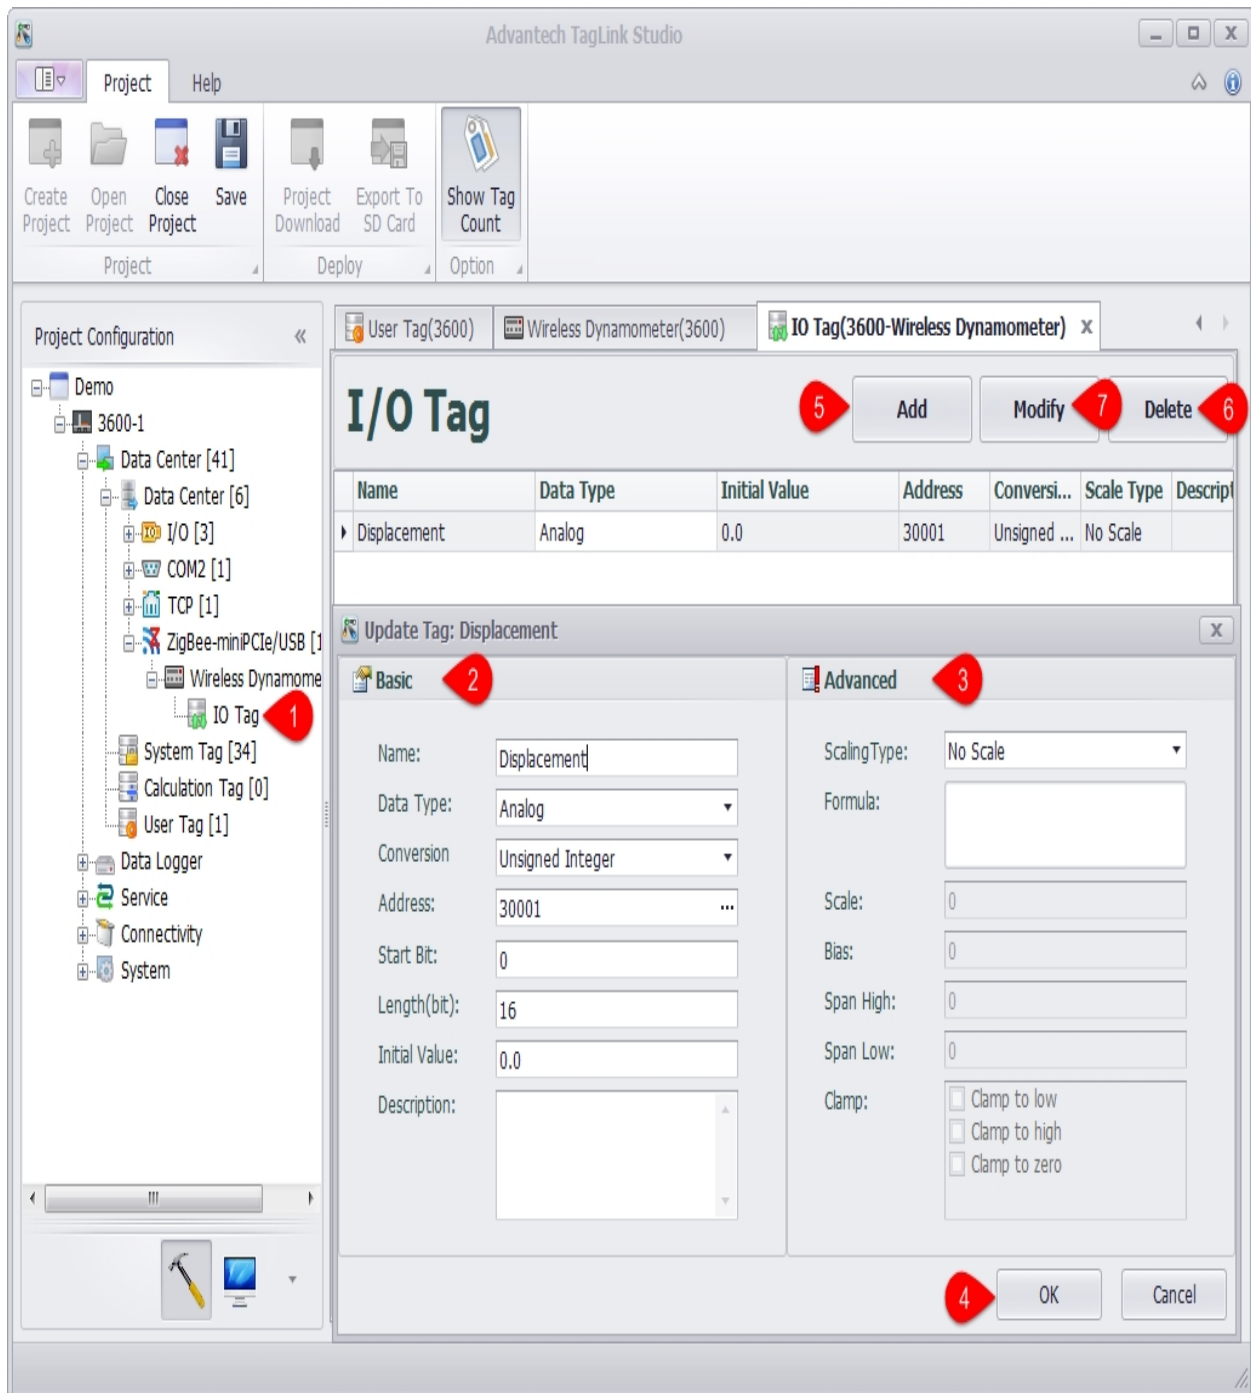 Advantech TagLink Studio
Project Help
Create Project
Open Project
Close Project
Save
Project Download
Export To SD Card
Show Tag Count
Project
Deploy
Option
Project Configuration
Demo
3600-1
Data Center [41]
Data Center [6]
I/O [3]
COM2 [1]
TCP [1]
ZigBee-miniPCIe/USB [1
Wireless Dynamome
IO Tag 1
System Tag [34]
Calculation Tag [0]
User Tag [1]
Data Logger
Service
Connectivity
System
User Tag(3600) Wireless Dynamometer(3600) IO Tag(3600-Wireless Dynamometer) x
I/O Tag
5 Add Modify 7 Delete 6
Name Data Type Initial Value Address Conversi... Scale Type Descript
Displacement Analog 0.0 30001 Unsigned ... No Scale
Update Tag: Displacement X
Basic 2
Name: Displacement
Data Type: Analog
Conversion Unsigned Integer
Address: 30001 ...
Start Bit: 0
Length(bit): 16
Initial Value: 0.0
Description:
Advanced 3
ScalingType: No Scale
Formula:
Scale: 0
Bias: 0
Span High: 0
Span Low: 0
Clamp: Clamp to low
Clamp to high
Clamp to zero
4 OK Cancel